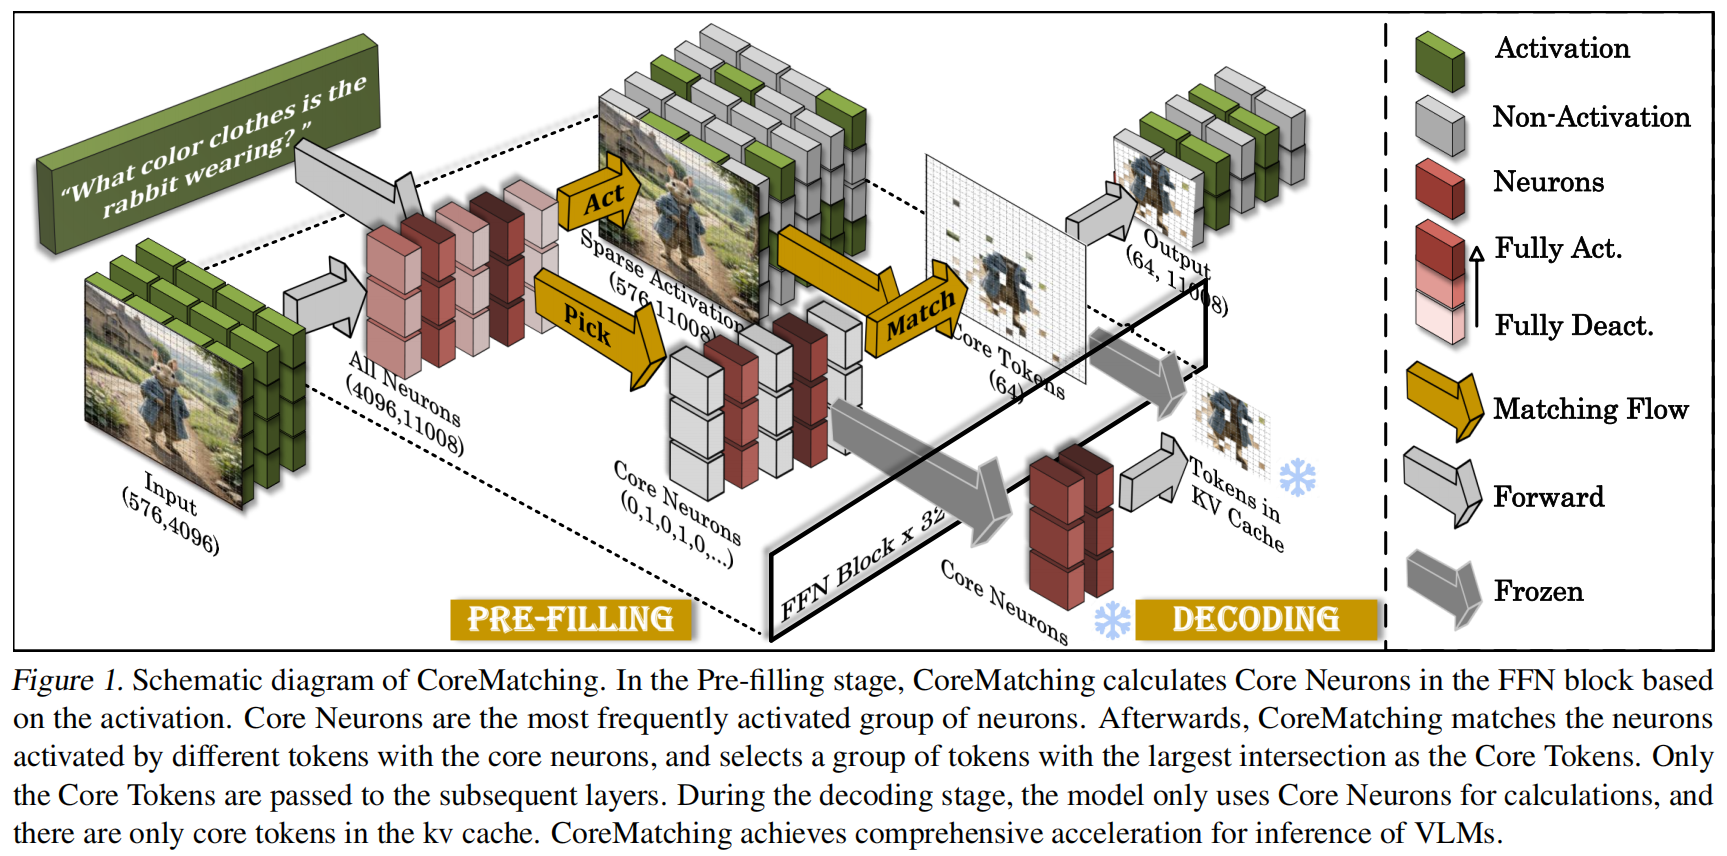 “What color clothes is the
rabbit wearing? ”
Input
(576,4096)
All Neurons
(4096,11008)
Act
Sparse Activation
(576,11008)
Pick
Core Neurons
(0,1,0,1,0,...)
Match
Core Tokens
(64)
Output
(64, 11008)
FFN Block x 32
PRE-FILLING
Core Neurons
Tokens in
KV Cache
DECODING
Activation
Non-Activation
Neurons
Fully Act.
Fully Deact.
Matching Flow
Forward
Frozen
Figure 1. Schematic diagram of CoreMatching. In the Pre-filling stage, CoreMatching calculates Core Neurons in the FFN block based
on the activation. Core Neurons are the most frequently activated group of neurons. Afterwards, CoreMatching matches the neurons
activated by different tokens with the core neurons, and selects a group of tokens with the largest intersection as the Core Tokens. Only
the Core Tokens are passed to the subsequent layers. During the decoding stage, the model only uses Core Neurons for calculations, and
there are only core tokens in the kv cache. CoreMatching achieves comprehensive acceleration for inference of VLMs.